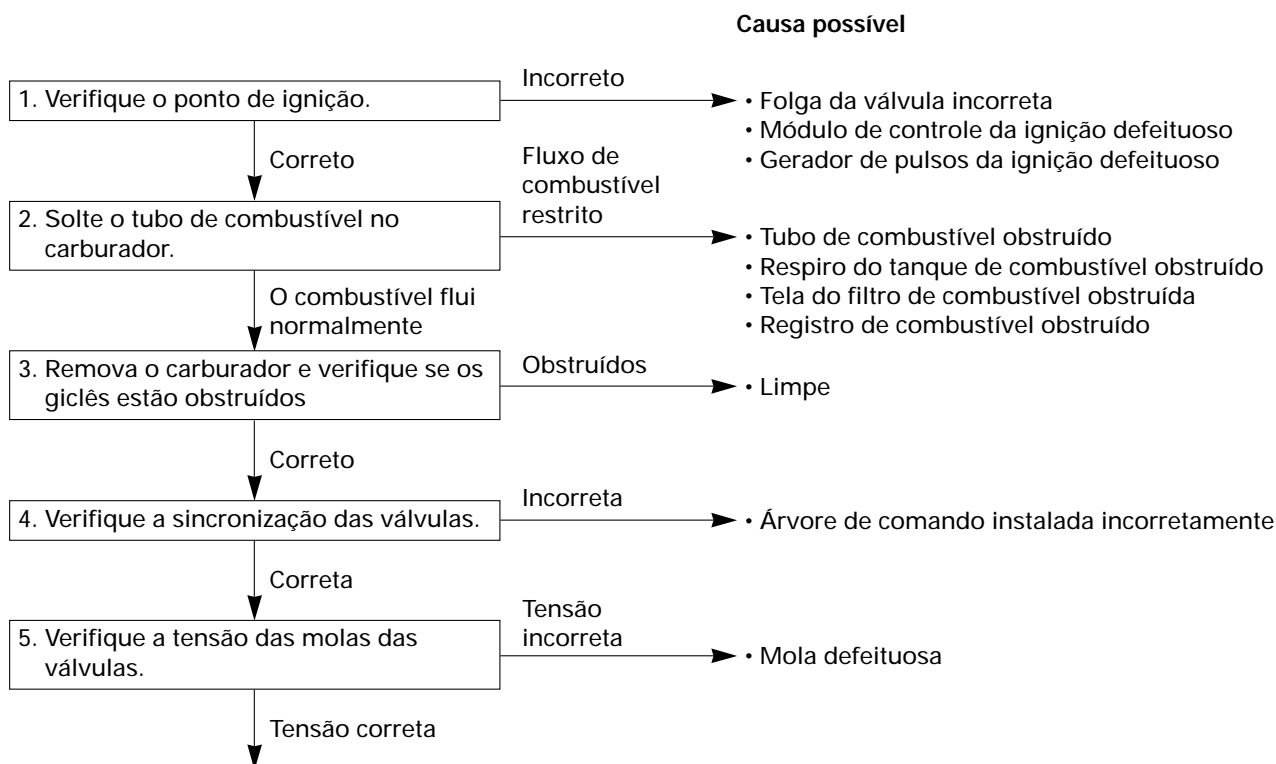 Causa possível
Incorreto
1. Verifique o ponto de ignição.
• Folga da válvula incorreta
• Módulo de controle da ignição defeituoso
• Gerador de pulsos da ignição defeituoso
Correto
Fluxo de
combustível
restrito
2. Solte o tubo de combustível no
carburador.
• Tubo de combustível obstruído
• Respiro do tanque de combustível obstruído
• Tela do filtro de combustível obstruída
• Registro de combustível obstruído
O combustível flui
normalmente
3. Remova o carburador e verifique se os
giclês estão obstruídos
Obstruídos
• Limpe
Correto
Incorreta
4. Verifique a sincronização das válvulas.
• Árvore de comando instalada incorretamente
Correta
Tensão
incorreta
5. Verifique a tensão das molas das
válvulas.
• Mola defeituosa
Tensão correta